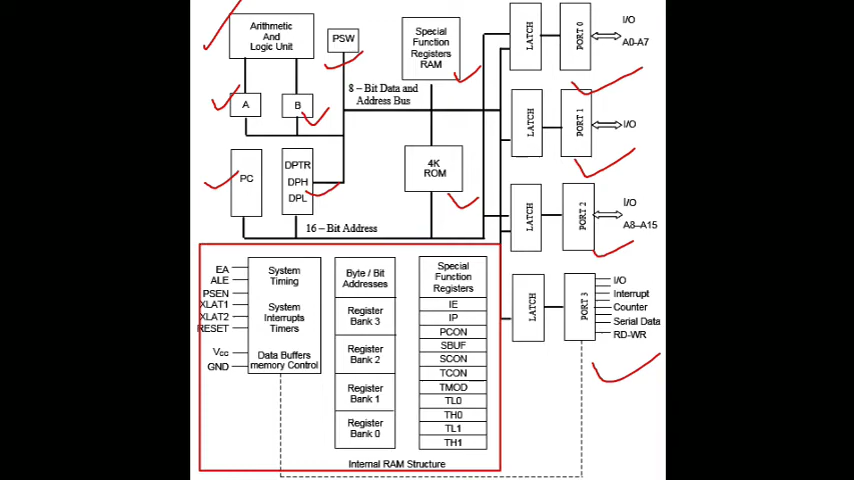 Arithmetic
And
Logic Unit
PSW
Special
Function
Registers
RAM
LATCH
PORT 0
I/O
A0-A7
A
B
8 – Bit Data and
Address Bus
LATCH
PORT 1
I/O
PC
DPTR
DPH
DPL
4K
ROM
LATCH
PORT 2
I/O
A8–A15
16 – Bit Address
EA
ALE
PSEN
XLAT1
XLAT2
RESET
VCC
GND
System
Timing
System
Interrupts
Timers
Data Buffers
memory Control
Byte / Bit
Addresses
Register
Bank 3
Register
Bank 2
Register
Bank 1
Register
Bank 0
Special
Function
Registers
IE
IP
PCON
SBUF
SCON
TCON
TMOD
TL0
TH0
TL1
TH1
LATCH
PORT 3
I/O
Interrupt
Counter
Serial Data
RD-WR
Internal RAM Structure